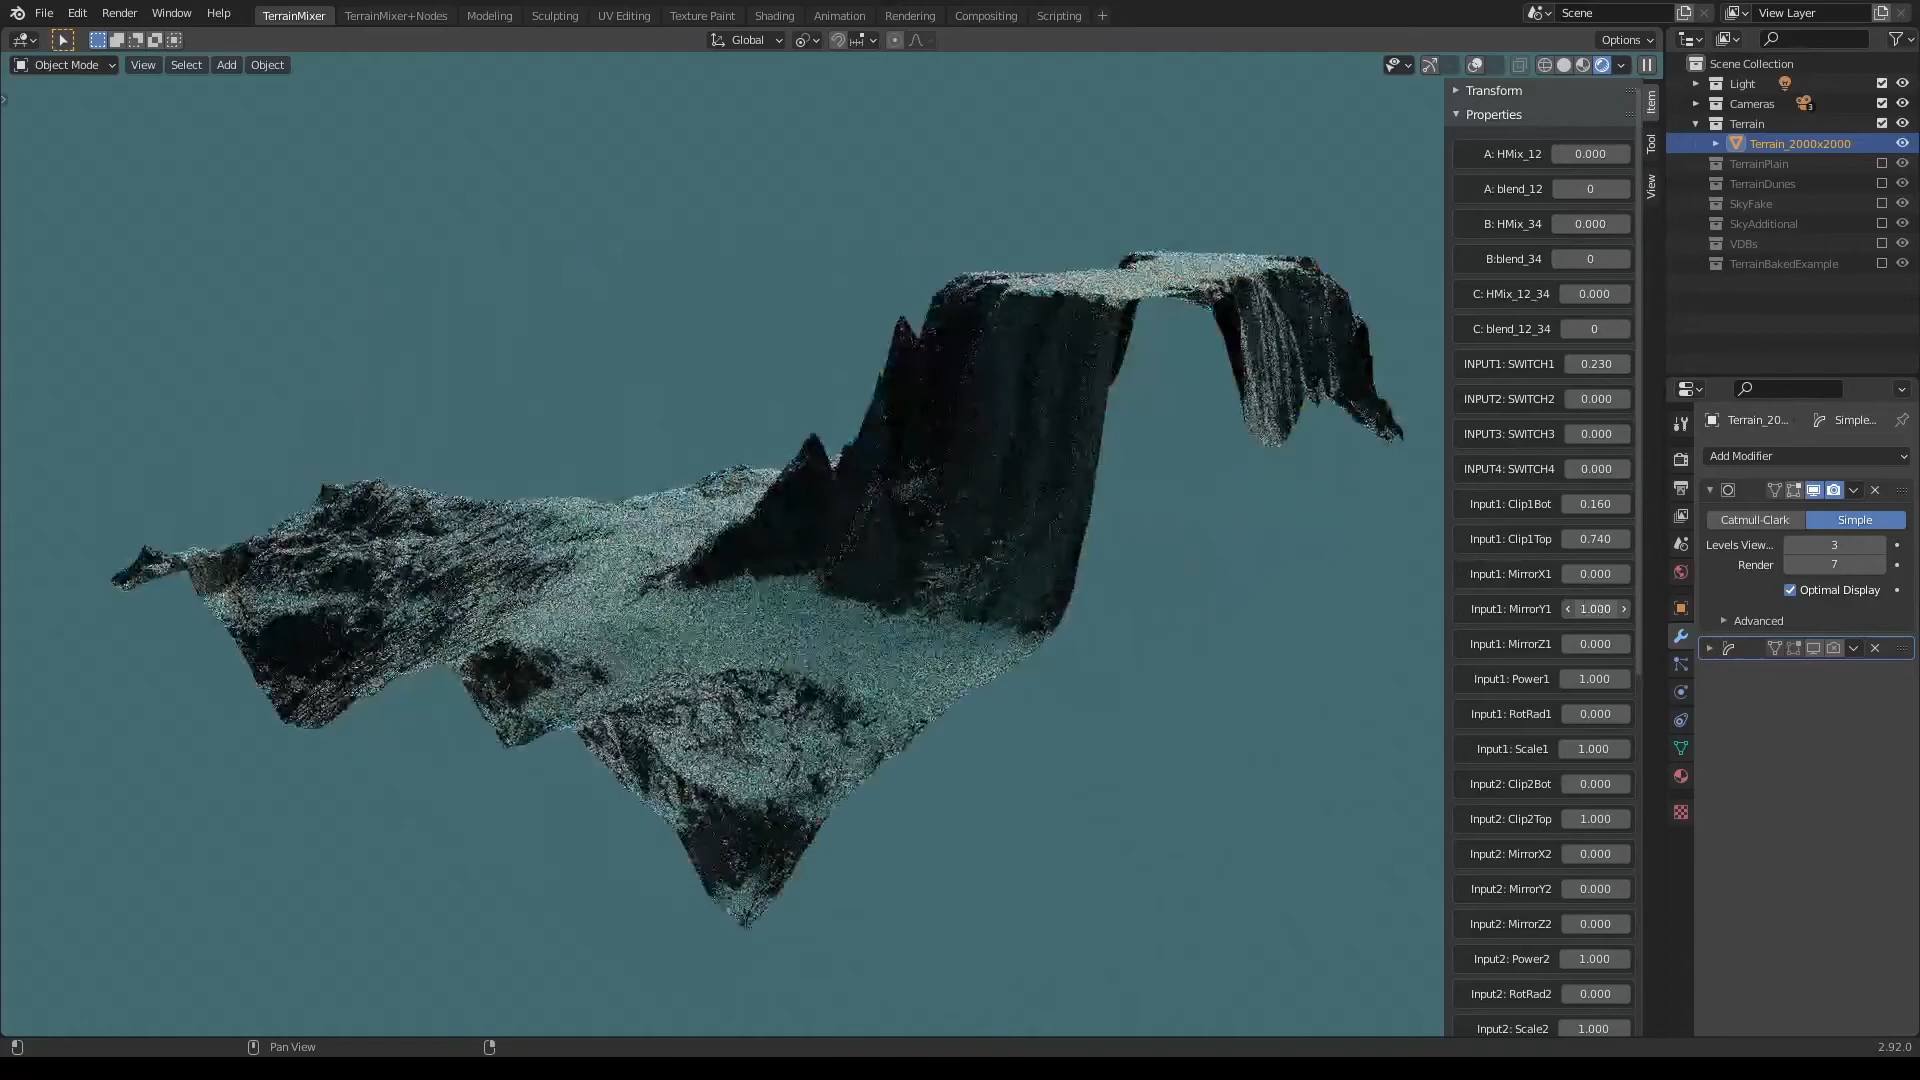 File Edit Render Window Help TerrainMixer TerrainMixer+Nodes Modeling Sculpting UV Editing Texture Paint Shading Animation Rendering Compositing Scripting + Scene View Layer
Global Options
Object Mode View Select Add Object
Transform
Properties
A: HMix_12 0.000
A: blend_12 0
B: HMix_34 0.000
B:blend_34 0
C: HMix_12_34 0.000
C: blend_12_34 0
INPUT1: SWITCH1 0.230
INPUT2: SWITCH2 0.000
INPUT3: SWITCH3 0.000
INPUT4: SWITCH4 0.000
Input1: Clip1Bot 0.160
Input1: Clip1Top 0.740
Input1: MirrorX1 0.000
Input1: MirrorY1 1.000
Input1: MirrorZ1 0.000
Input1: Power1 1.000
Input1: RotRad1 0.000
Input1: Scale1 1.000
Input2: Clip2Bot 0.000
Input2: Clip2Top 1.000
Input2: MirrorX2 0.000
Input2: MirrorY2 0.000
Input2: MirrorZ2 0.000
Input2: Power2 1.000
Input2: RotRad2 0.000
Input2: Scale2 1.000
Item
Tool
View
Scene Collection
Light
Cameras 3
Terrain
Terrain_2000x2000
TerrainPlain
TerrainDunes
SkyFake
SkyAdditional
VDBs
TerrainBakedExample
Terrain_20... Simple...
Add Modifier
Catmull-Clark Simple
Levels View... 3
Render 7
Optimal Display
Advanced
Pan View
2.92.0